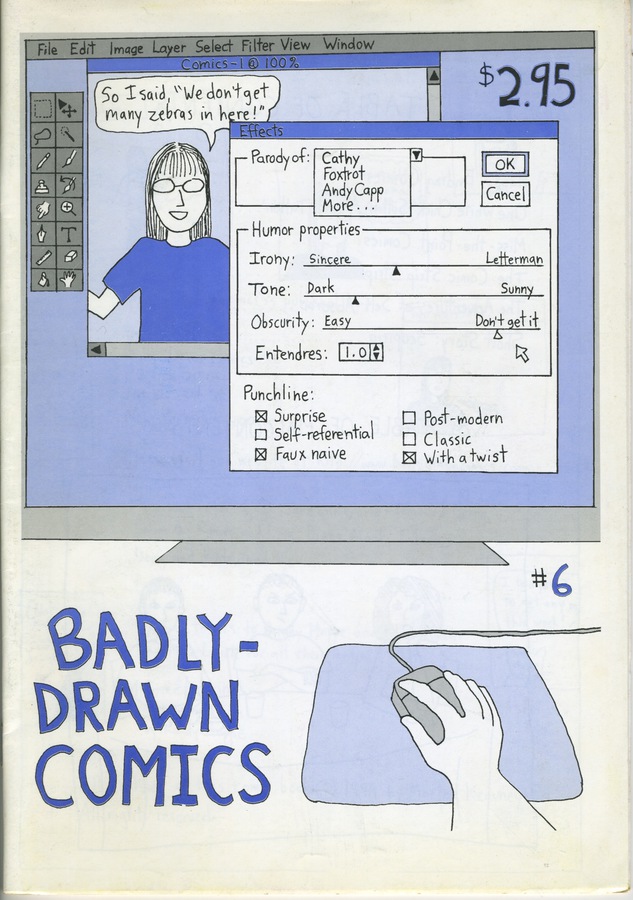 File Edit Image Layer Select Filter View Window
Comics-1 @ 100%
$2.95
So I said, "We don't get
many zebras in here!"
Effects
Parody of:
Cathy
Foxtrot
Andy Capp
More...
OK
Cancel
Humor properties
Irony: Sincere Letterman
Tone: Dark Sunny
Obscurity: Easy Don't get it
Entendres: 1.0
Punchline:
Surprise
Self-referential
Faux naive
Post-modern
Classic
With a twist
T
#6
BADLY-
DRAWN
COMICS